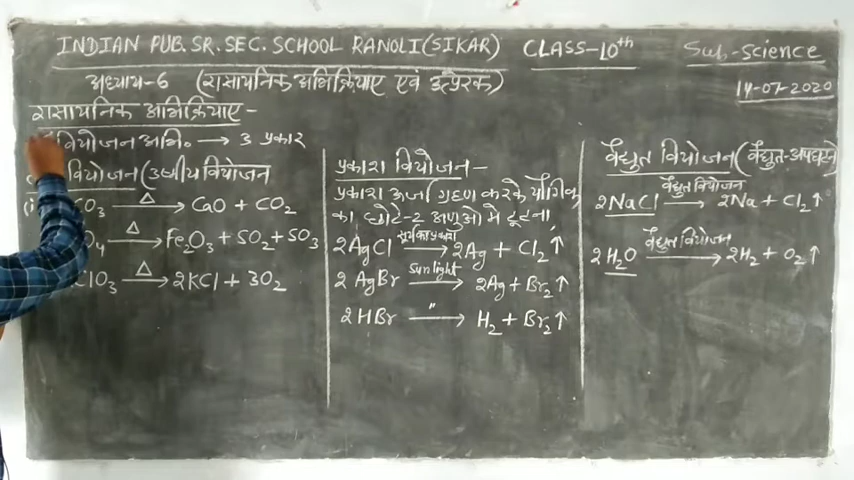 INDIAN PUB.SR.SEC. SCHOOL RANOLI(SIKAR) CLASS-10th Sub-science
अध्याय-6 (रासायनिक अभिक्रियाए एवं उत्प्रेरक)
14-07-2020
रासायनिक अभिक्रियाए -
वियोजन अभि० → 3 प्रकार
वियोजन (उष्मीय वियोजन
(i) CO₃ —Δ→ CaO + CO₂
O₄ —Δ→ Fe₂O₃ + SO₂ + SO₃
ClO₃ —Δ→ 2KCl + 3O₂
प्रकाश वियोजन -
प्रकाश ऊर्जा ग्रहण करके यौगिक
का छोटे-2 अणुओ मे टूटना,
2AgCl —सूर्य का प्रकाश→ 2Ag + Cl₂↑
2AgBr —Sunlight→ 2Ag + Br₂↑
2HBr —"→ H₂ + Br₂↑
वैधुत वियोजन (वैधुत-अपघटन)
2NaCl —वैधुत वियोजन→ 2Na + Cl₂↑
2H₂O —वैधुत वियोजन→ 2H₂ + O₂↑